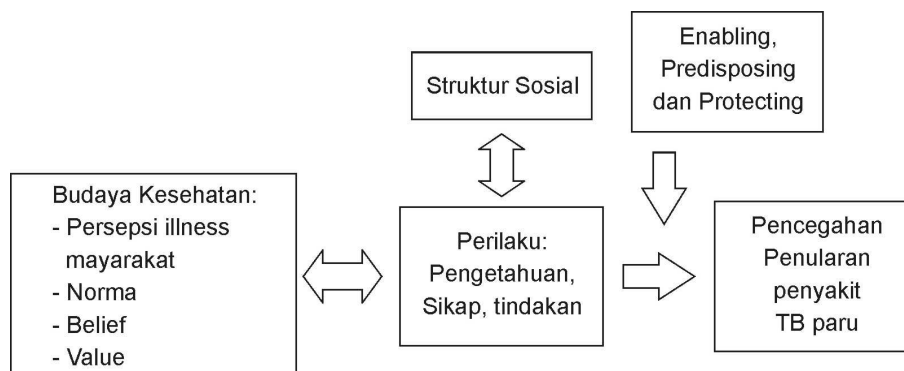 Enabling,
Predisposing
dan Protecting
Struktur Sosial
Budaya Kesehatan:
- Persepsi illness
mayarakat
- Norma
- Belief
- Value
Perilaku:
Pengetahuan,
Sikap, tindakan
Pencegahan
Penularan
penyakit
TB paru